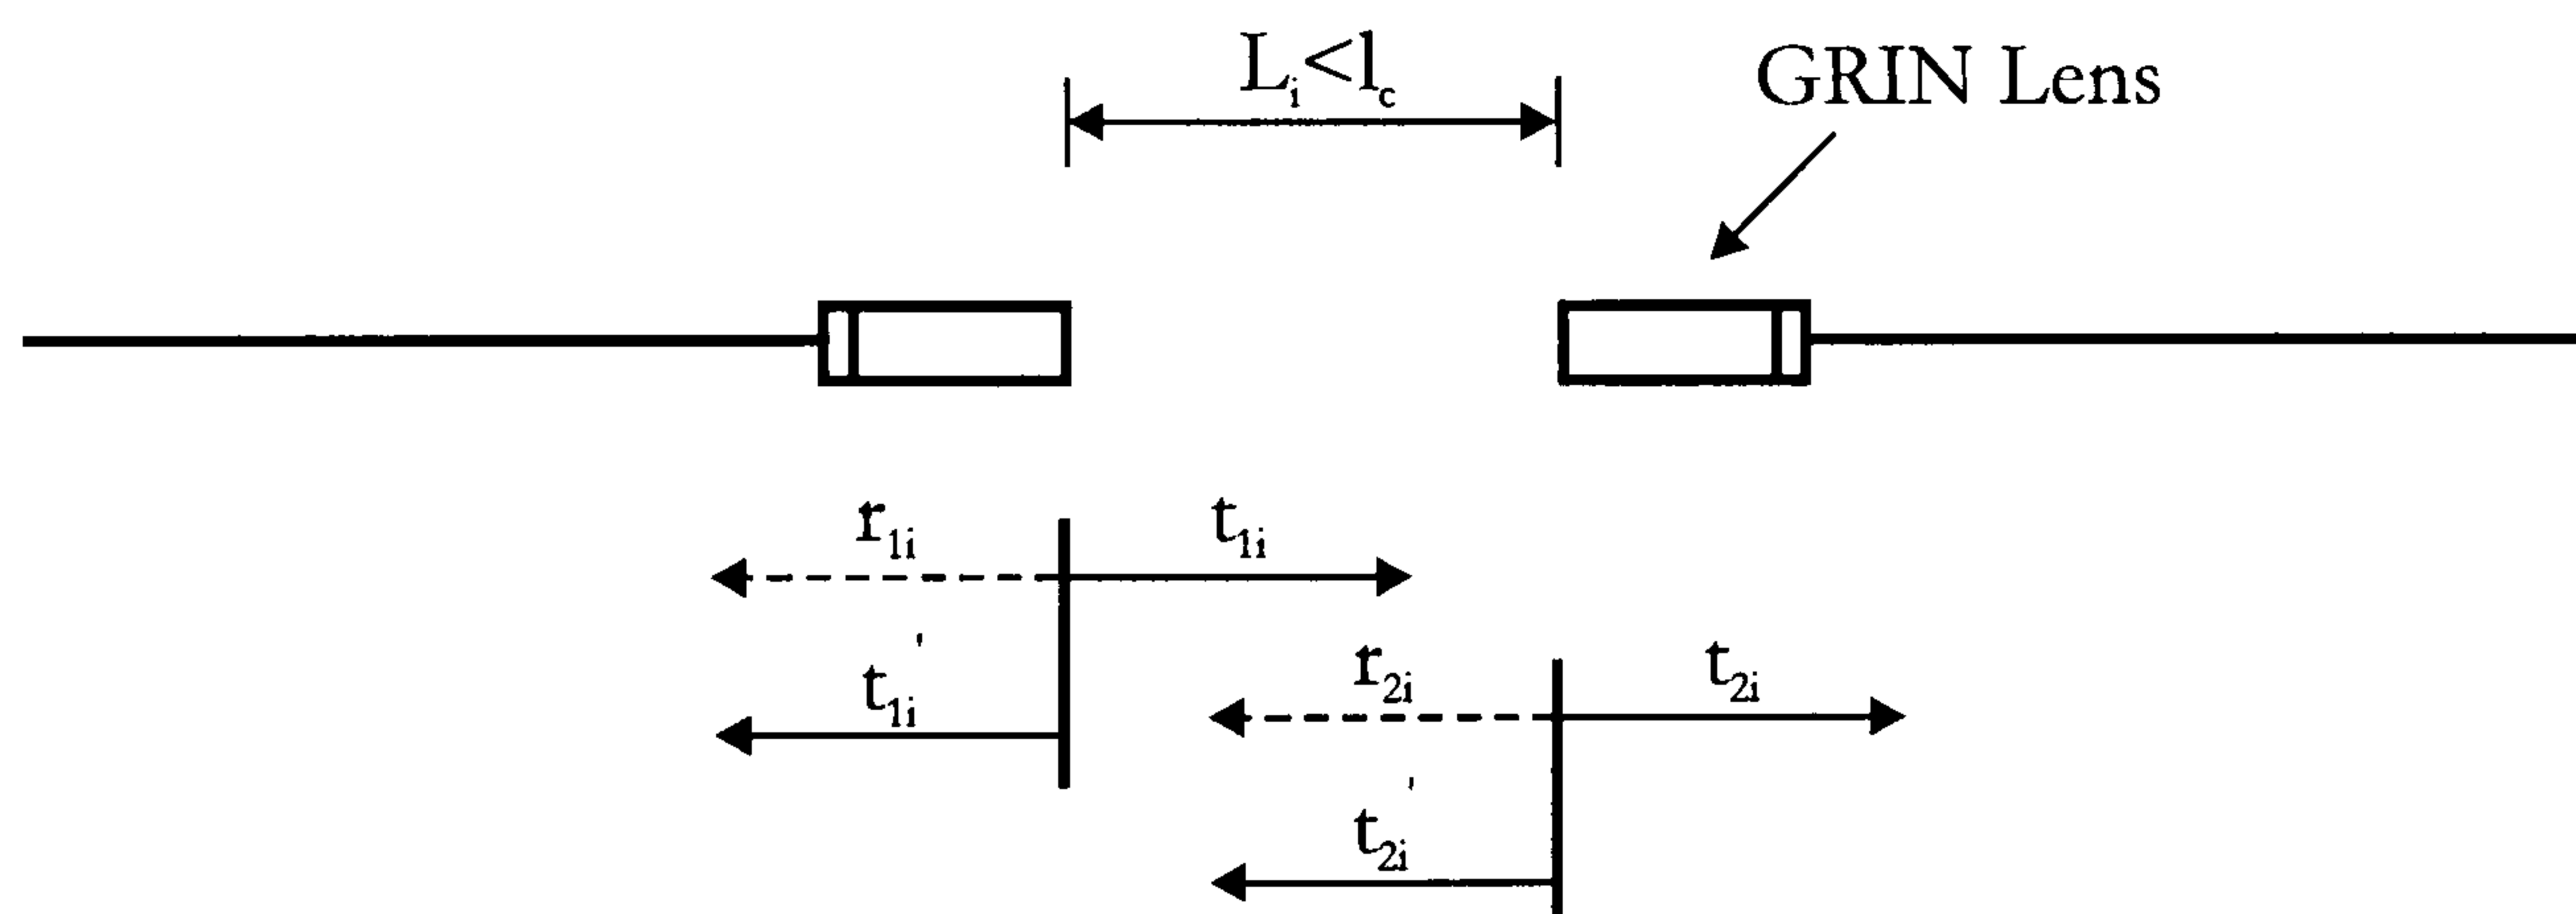 Lᵢ<l꜀
GRIN Lens
r₁ᵢ
t₁ᵢ
t₁ᵢ'
r₂ᵢ
t₂ᵢ
t₂ᵢ'